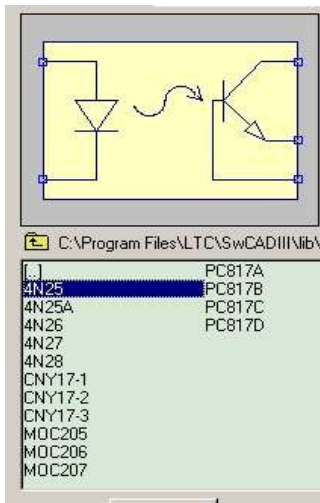 C:\Program Files\LTC\SwCADIII\lib\
[..]
4N25
4N25A
4N26
4N27
4N28
CNY17-1
CNY17-2
CNY17-3
MOC205
MOC206
MOC207
PC817A
PC817B
PC817C
PC817D